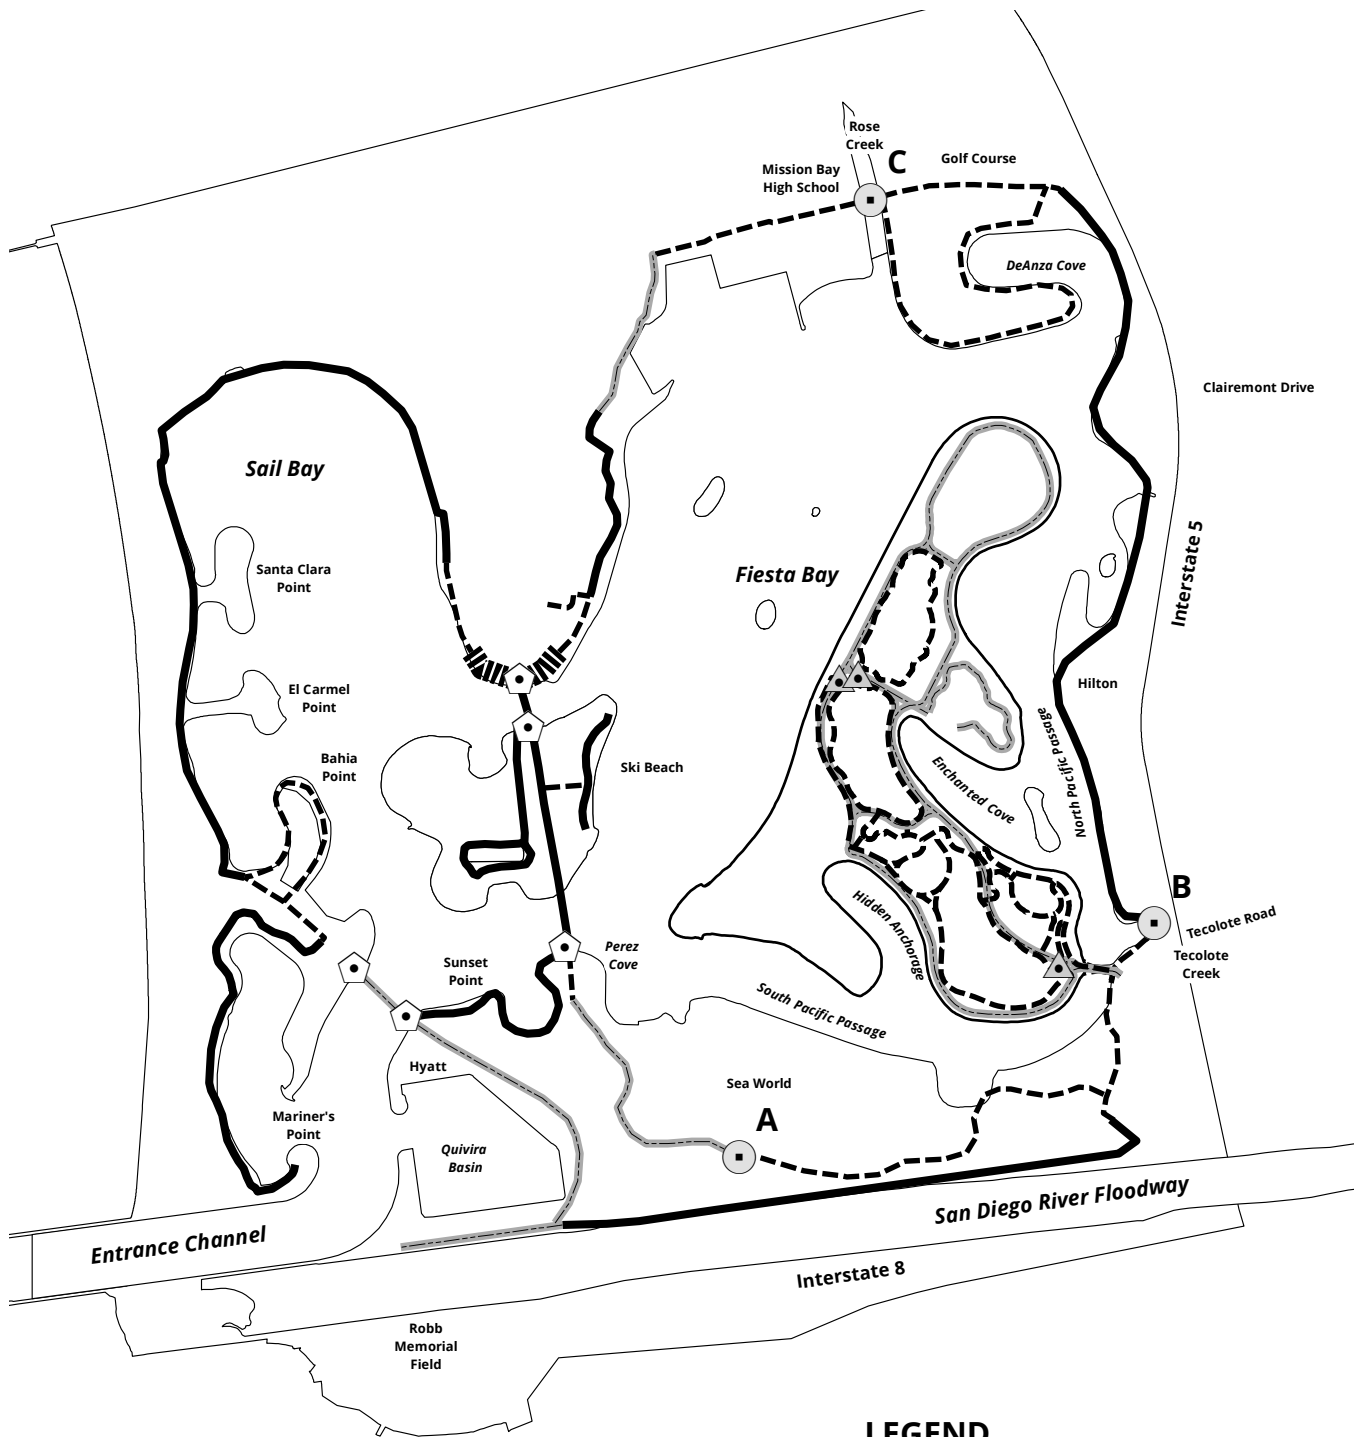 Rose
Creek
C
Golf Course
Mission Bay
High School
DeAnza Cove
Clairemont Drive
Sail Bay
Interstate 5
Santa Clara
Point
Fiesta Bay
El Carmel
Point
Hilton
North Pacific Passage
Bahia
Point
Ski Beach
Enchanted Cove
B
Tecolote Road
Tecolote
Creek
Hidden Anchorage
Perez
Cove
Sunset
Point
South Pacific Passage
Hyatt
Sea World
A
Mariner's
Point
Quivira
Basin
San Diego River Floodway
Entrance Channel
Interstate 8
Robb
Memorial
Field
LEGEND